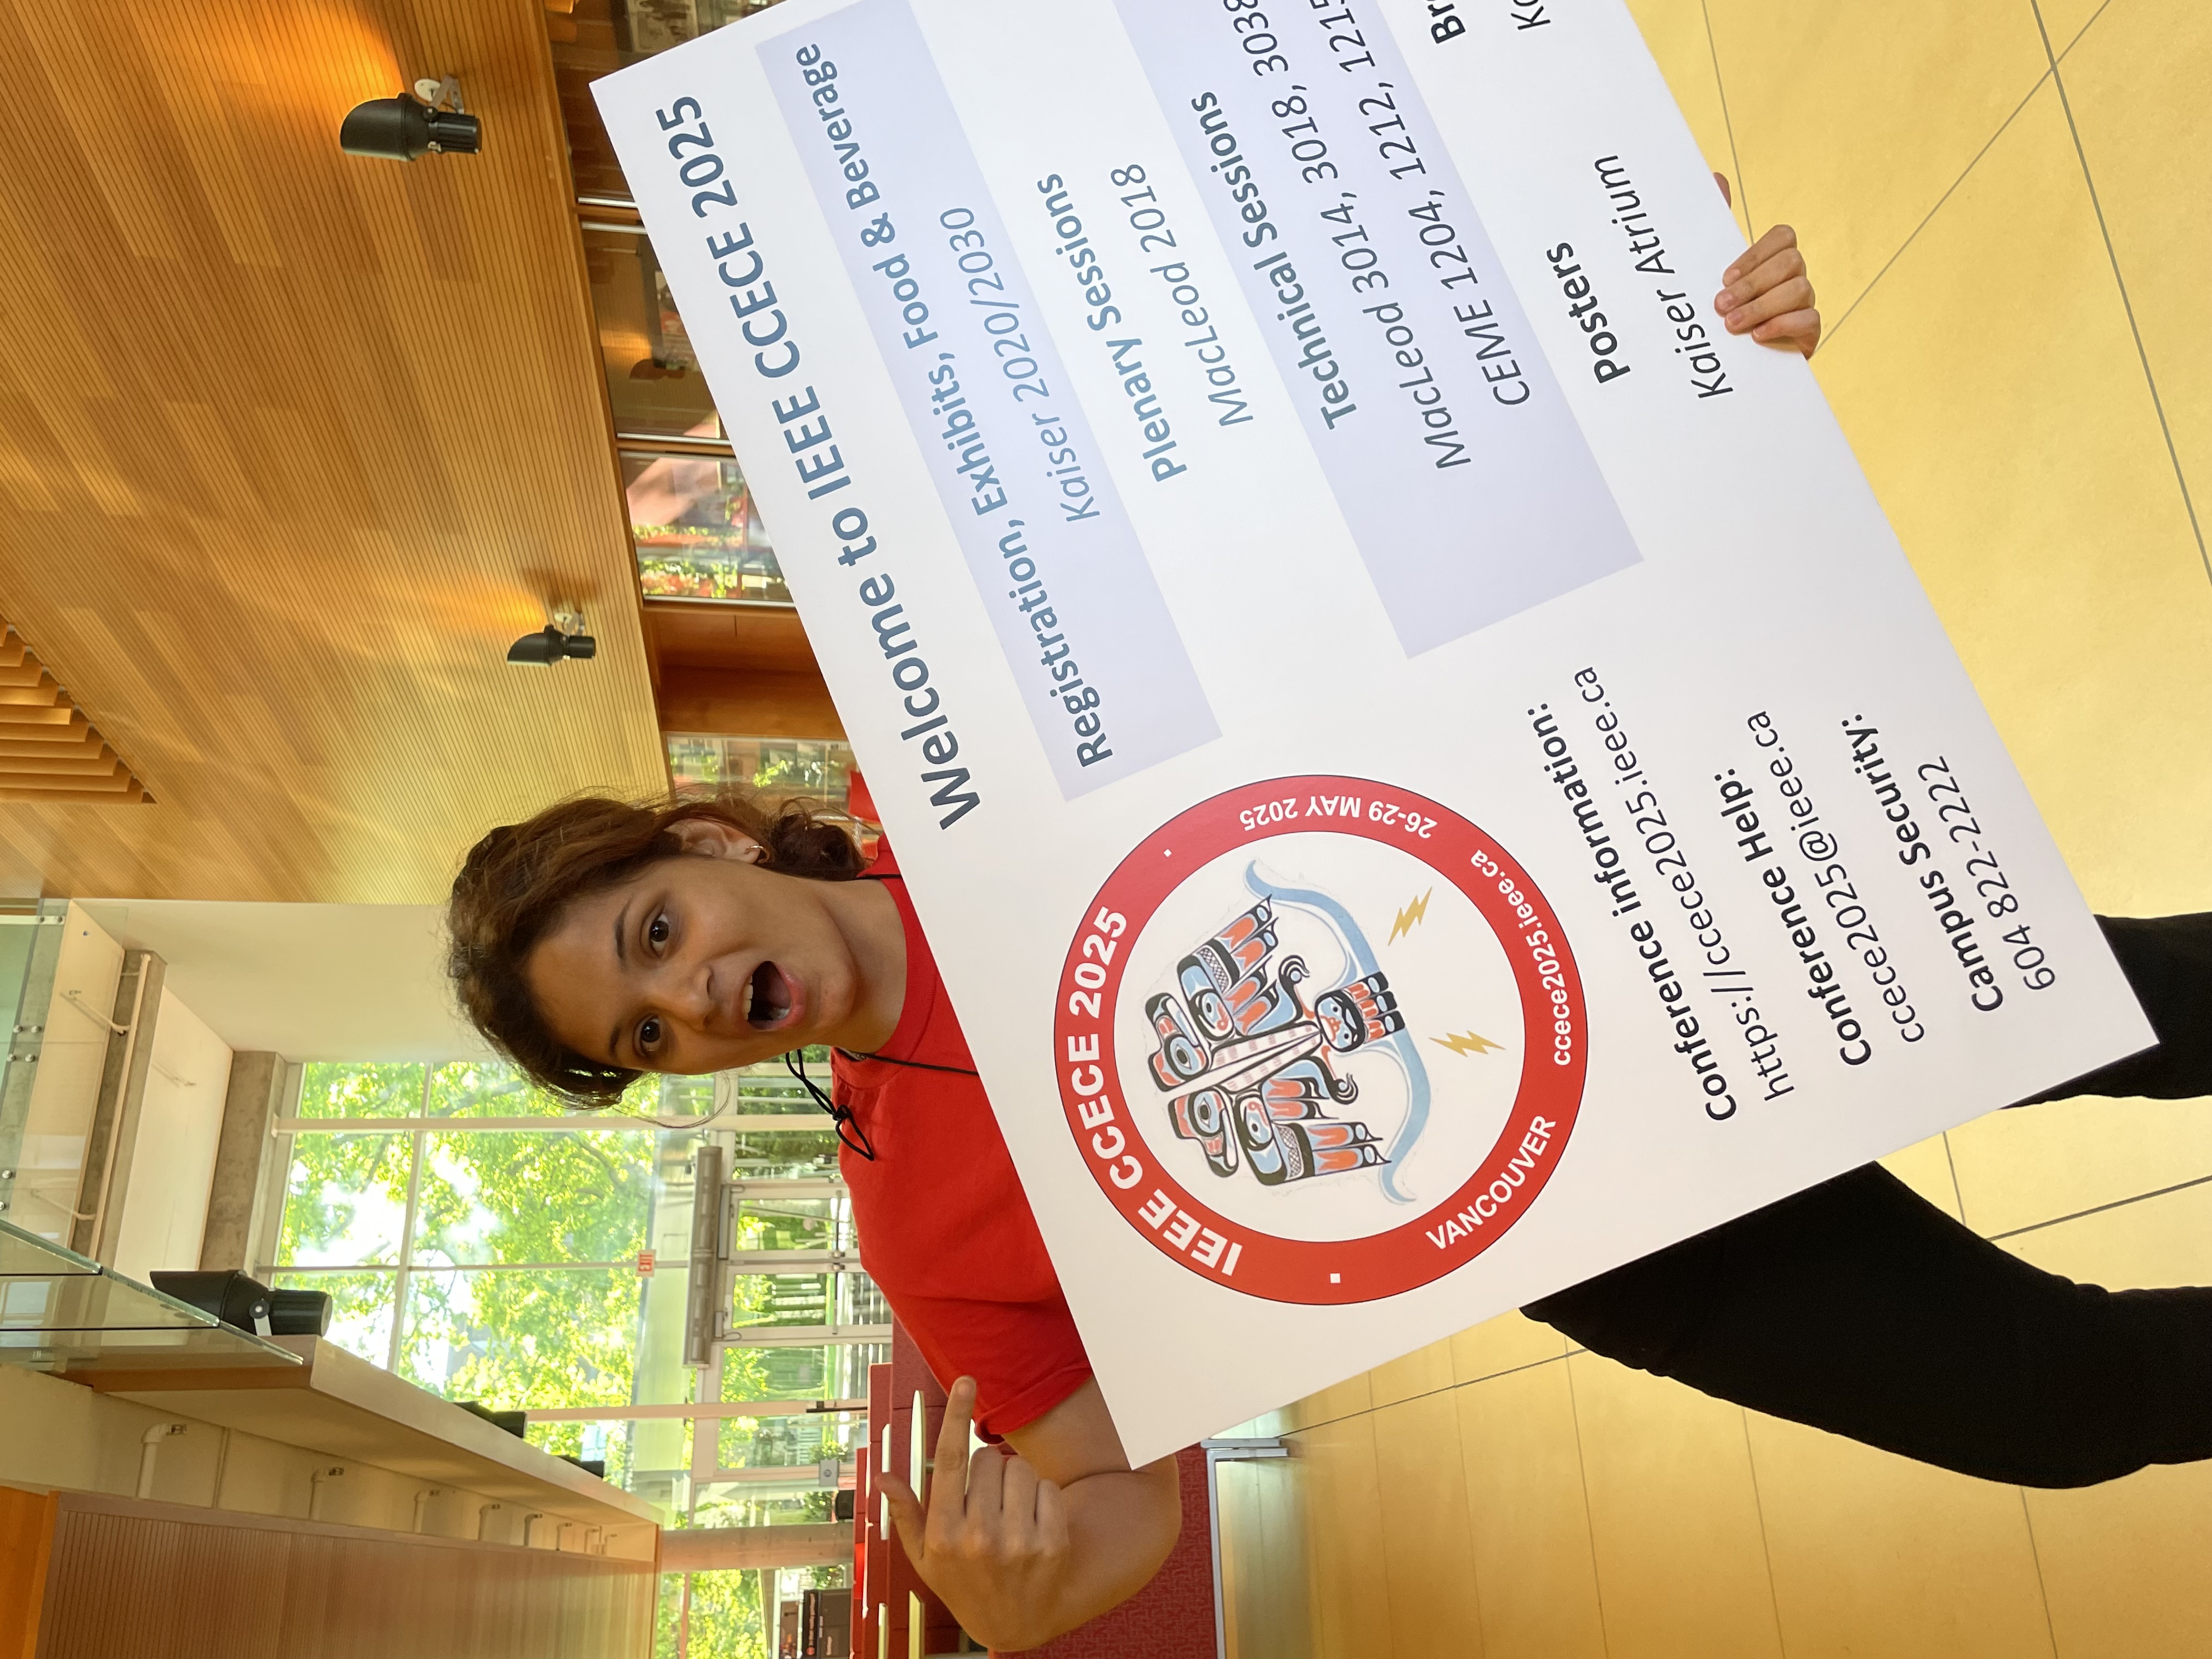 EXIT
Welcome to IEEE CCECE 2025
Registration, Exhibits, Food & Beverage
Kaiser 2020/2030
Plenary Sessions
MacLeod 2018
Technical Sessions
MacLeod 3014, 3018, 3038
CEME 1204, 1212, 1215
Posters
Kaiser Atrium
IEEE CCECE 2025
26-29 MAY 2025
VANCOUVER
ccece2025.ieee.ca
Conference information:
https://ccece2025.ieee.ca
Conference Help:
ccece2025@ieee.ca
Campus Security:
604 822-2222